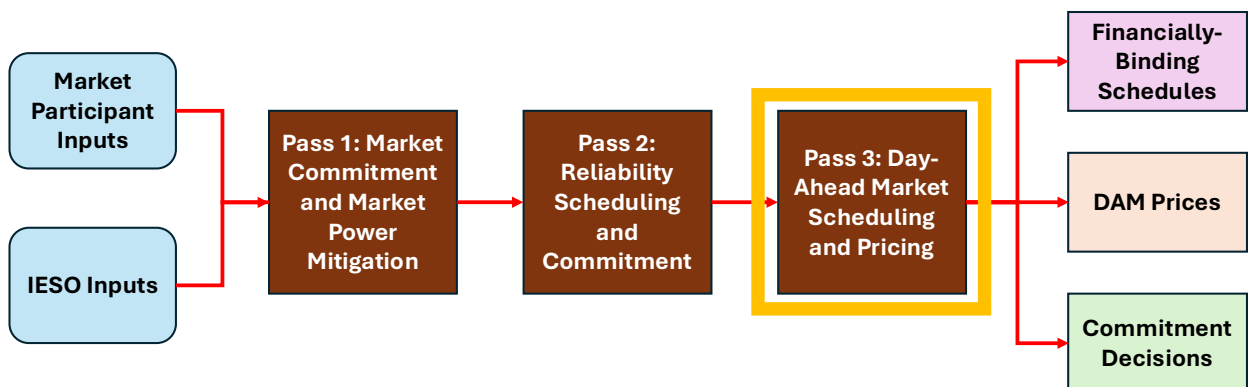 Market
Participant
Inputs
IESO Inputs
Pass 1: Market
Commitment
and Market
Power
Mitigation
Pass 2:
Reliability
Scheduling
and
Commitment
Pass 3: Day-
Ahead Market
Scheduling
and Pricing
Financially-
Binding
Schedules
DAM Prices
Commitment
Decisions